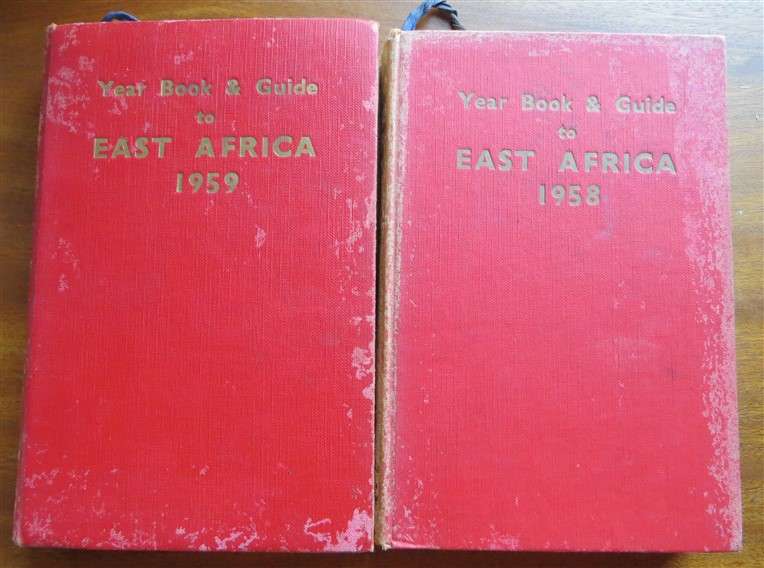 Year Book & Guide
to
EAST AFRICA
1959
Year Book & Guide
to
EAST AFRICA
1958